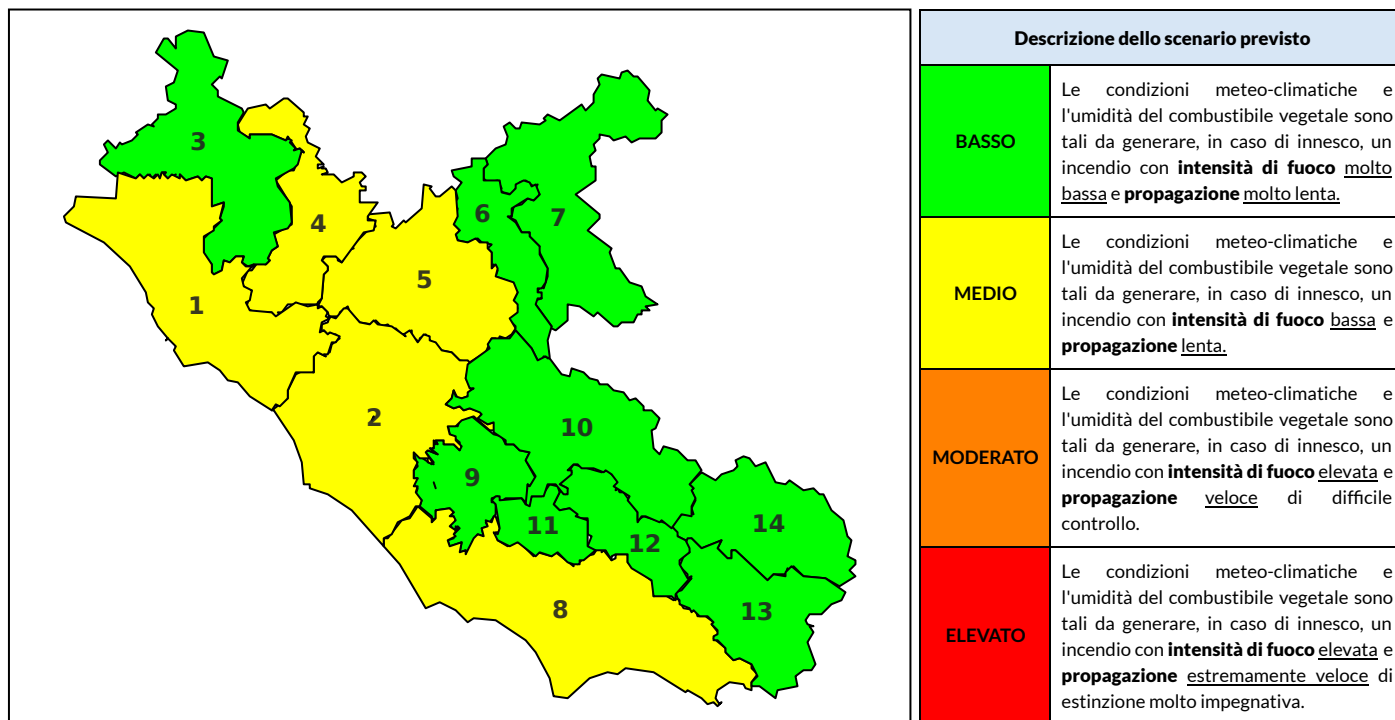 3
6
7
4
5
1
2
10
9
11
14
12
8
13
Descrizione dello scenario previsto
BASSO
Le condizioni meteo-climatiche e
l'umidità del combustibile vegetale sono
tali da generare, in caso di innesco, un
incendio con intensità di fuoco molto
bassa e propagazione molto lenta.
MEDIO
Le condizioni meteo-climatiche e
l'umidità del combustibile vegetale sono
tali da generare, in caso di innesco, un
incendio con intensità di fuoco bassa e
propagazione lenta.
MODERATO
Le condizioni meteo-climatiche e
l'umidità del combustibile vegetale sono
tali da generare, in caso di innesco, un
incendio con intensità di fuoco elevata e
propagazione veloce di difficile
controllo.
ELEVATO
Le condizioni meteo-climatiche e
l'umidità del combustibile vegetale sono
tali da generare, in caso di innesco, un
incendio con intensità di fuoco elevata e
propagazione estremamente veloce di
estinzione molto impegnativa.